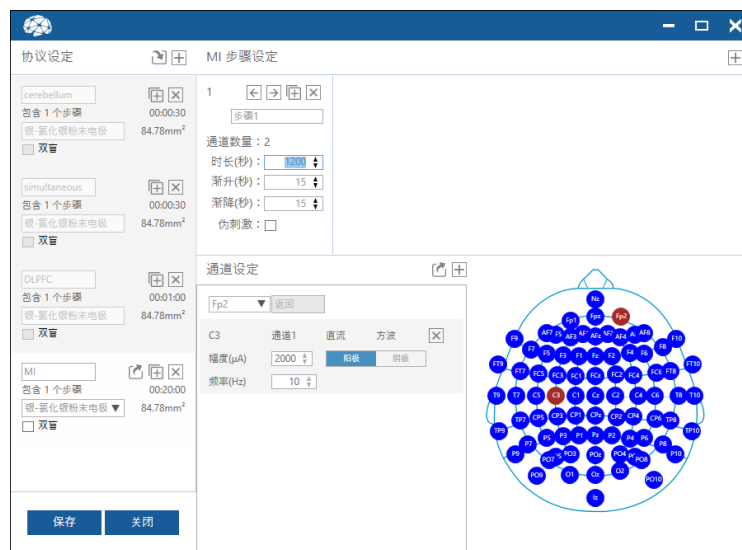 协议设定
MI 步骤设定
cerebellum
包含 1 个步骤
00:00:30
银-氯化银粉末电极
84.78mm²
双盲
simultaneous
包含 1 个步骤
00:00:30
银-氯化银粉末电极
84.78mm²
双盲
DLPFC
包含 1 个步骤
00:01:00
银-氯化银粉末电极
84.78mm²
双盲
MI
包含 1 个步骤
00:20:00
银-氯化银粉末电极
84.78mm²
双盲
保存
关闭
1
步骤1
通道数量：2
时长(秒)： 1200
渐升(秒)： 15
渐降(秒)： 15
伪刺激：
通道设定
Fp2 返回
C3 通道1 直流 方波
幅度(μA) 2000 阳极 阴极
频率(Hz) 10
Nz
Fp1 Fpz Fp2
AF7 AF3 AFz AF8
F9 F7 F5 F3 F1 Fz F2 F4 F6 F8 F10
FT9 FT7 FC5 FC3 FC1 FCz FC2 FC4 FC6 FT8 FT10
T9 T7 C5 C3 C1 Cz C2 C4 C6 T8 T10
TP9 TP7 CP5 CP3 CP1 CPz CP2 CP4 CP6 TP8 TP10
P9 P7 P5 P3 P1 Pz P2 P4 P6 P8 P10
PO7 PO3 POz PO4 PO8
PO9 O1 Oz O2 PO10
Iz